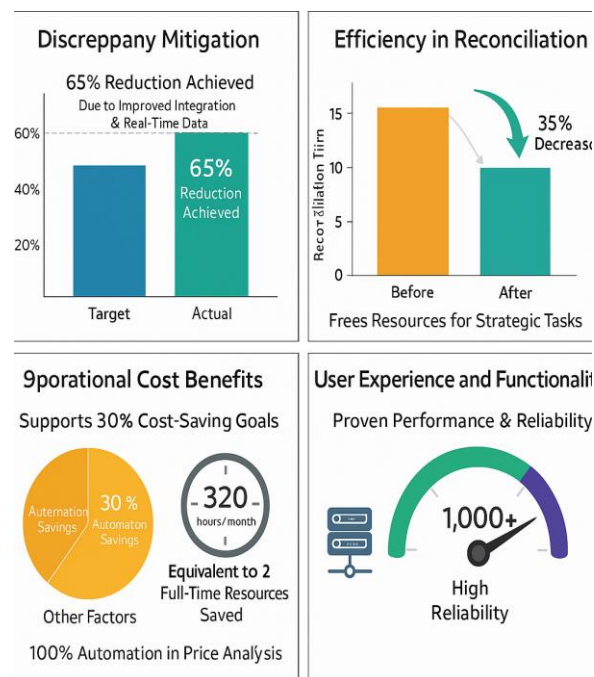 Discreppany Mitigation
65% Reduction Achieved
Due to Improved Integration
& Real-Time Data
60%
40%
20%
65%
Reduction
Achieved
Target
Actual
Efficiency in Reconciliation
15
10
5
0
35%
Decrease
Before
After
Frees Resources for Strategic Tasks
9porational Cost Benefits
Supports 30% Cost-Saving Goals
Auternation
Savings
30 %
Automaton
Savings
Other Factors
320
hours/month
Equivalent to 2
Full-Time Resources
Saved
100% Automation in Price Analysis
User Experience and Functionalit
Proven Performance & Reliability
1,000+
High
Reliability